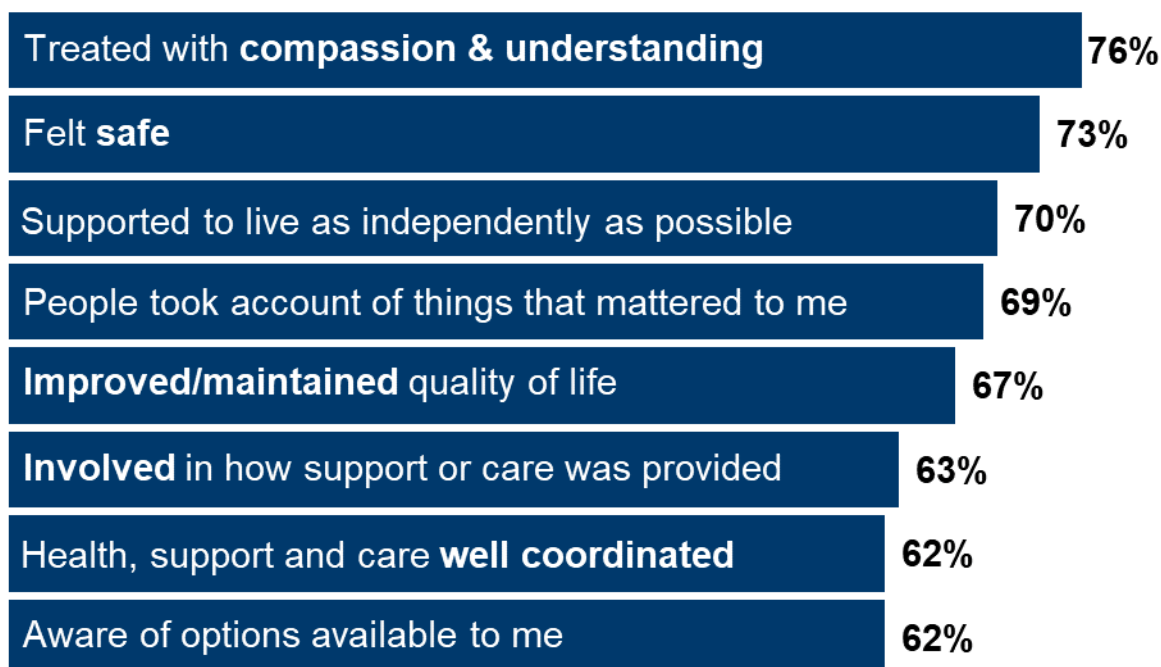 Treated with compassion & understanding 76%
Felt safe 73%
Supported to live as independently as possible 70%
People took account of things that mattered to me 69%
Improved/maintained quality of life 67%
Involved in how support or care was provided 63%
Health, support and care well coordinated 62%
Aware of options available to me 62%